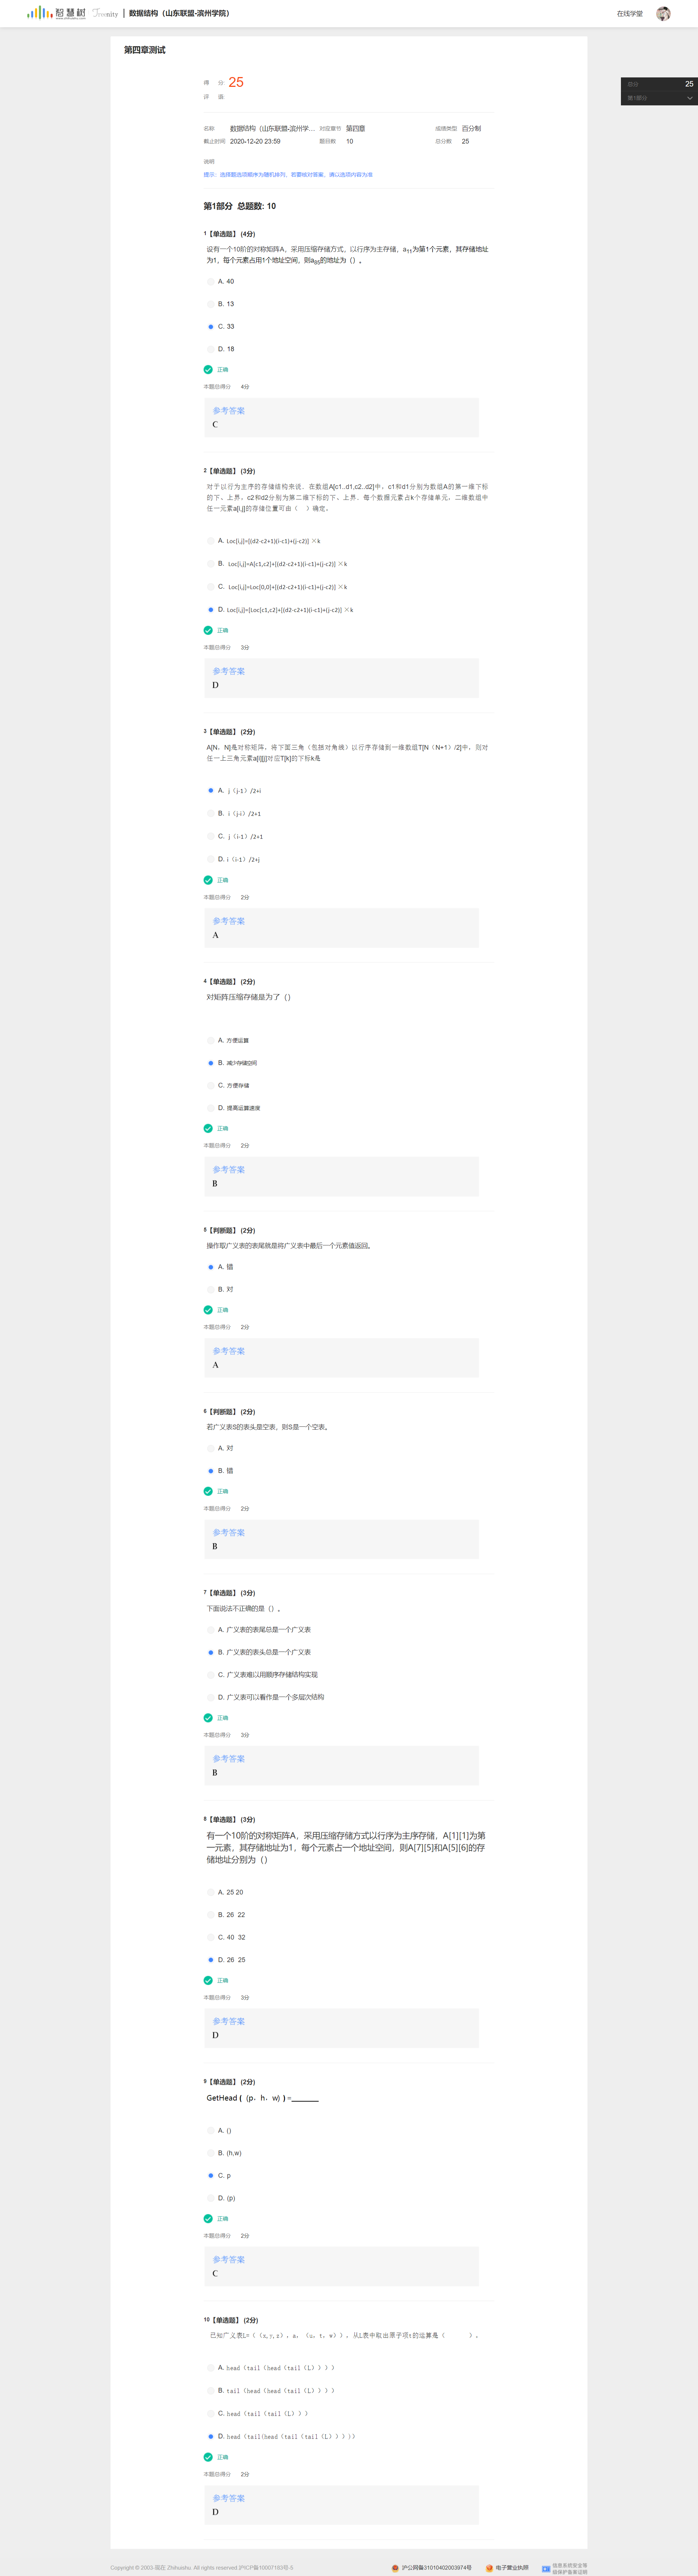 智慧树 Treenity 数据结构（山东联盟-滨州学院） 在线学堂
第四章测试
得 分: 25
评 语:
总分 25
第1部分
名称 数据结构（山东联盟-滨州学... 对应章节 第四章 成绩类型 百分制
截止时间 2020-12-20 23:59 题目数 10 总分数 25
说明
提示：选择题选项顺序为随机排列，若要核对答案，请以选项内容为准
第1部分 总题数: 10
1【单选题】 (4分)
设有一个10阶的对称矩阵A，采用压缩存储方式，以行序为主存储，a11为第1个元素，其存储地址
为1，每个元素占用1个地址空间，则a85的地址为（）。
A. 40
B. 13
C. 33
D. 18
正确
本题总得分 4分
参考答案
C
2【单选题】 (3分)
对于以行为主序的存储结构来说，在数组A[c1..d1,c2..d2]中，c1和d1分别为数组A的第一维下标
的下、上界，c2和d2分别为第二维下标的下、上界，每个数据元素占k个存储单元，二维数组中
任一元素a[i,j]的存储位置可由（ ）确定。
A. Loc[i,j]=[(d2-c2+1)(i-c1)+(j-c2)] ×k
B. Loc[i,j]=A[c1,c2]+[(d2-c2+1)(i-c1)+(j-c2)] ×k
C. Loc[i,j]=Loc[0,0]+[(d2-c2+1)(i-c1)+(j-c2)] ×k
D. Loc[i,j]=[Loc[c1,c2]+[(d2-c2+1)(i-c1)+(j-c2)] ×k
正确
本题总得分 3分
参考答案
D
3【单选题】 (2分)
A[N，N]是对称矩阵，将下面三角（包括对角线）以行序存储到一维数组T[N（N+1）/2]中，则对
任一上三角元素a[i][j]对应T[k]的下标k是
A. j（j-1）/2+i
B. i（j-i）/2+1
C. j（i-1）/2+1
D. i（i-1）/2+j
正确
本题总得分 2分
参考答案
A
4【单选题】 (2分)
对矩阵压缩存储是为了（）
A. 方便运算
B. 减少存储空间
C. 方便存储
D. 提高运算速度
正确
本题总得分 2分
参考答案
B
5【判断题】 (2分)
操作取广义表的表尾就是将广义表中最后一个元素值返回。
A. 错
B. 对
正确
本题总得分 2分
参考答案
A
6【判断题】 (2分)
若广义表S的表头是空表，则S是一个空表。
A. 对
B. 错
正确
本题总得分 2分
参考答案
B
7【单选题】 (3分)
下面说法不正确的是（）。
A. 广义表的表尾总是一个广义表
B. 广义表的表头总是一个广义表
C. 广义表难以用顺序存储结构实现
D. 广义表可以看作是一个多层次结构
正确
本题总得分 3分
参考答案
B
8【单选题】 (3分)
有一个10阶的对称矩阵A，采用压缩存储方式以行序为主序存储，A[1][1]为第
一元素，其存储地址为1，每个元素占一个地址空间，则A[7][5]和A[5][6]的存
储地址分别为（）
A. 25 20
B. 26 22
C. 40 32
D. 26 25
正确
本题总得分 3分
参考答案
D
9【单选题】 (2分)
GetHead ( (p，h，w) ) =
A. ()
B. (h,w)
C. p
D. (p)
正确
本题总得分 2分
参考答案
C
10【单选题】 (2分)
已知广义表L=（（x,y,z），a，（u，t，w）），从L表中取出原子项t的运算是（ ）。
A. head（tail（head（tail（L））））
B. tail（head（head（tail（L））））
C. head（tail（tail（L）））
D. head（tail(head（tail（tail（L）））））
正确
本题总得分 2分
参考答案
D
Copyright © 2003-现在 Zhihuishu. All rights reserved.沪ICP备10007183号-5 沪公网备31010402003974号 电子营业执照 信息系统安全等
级保护备案证明